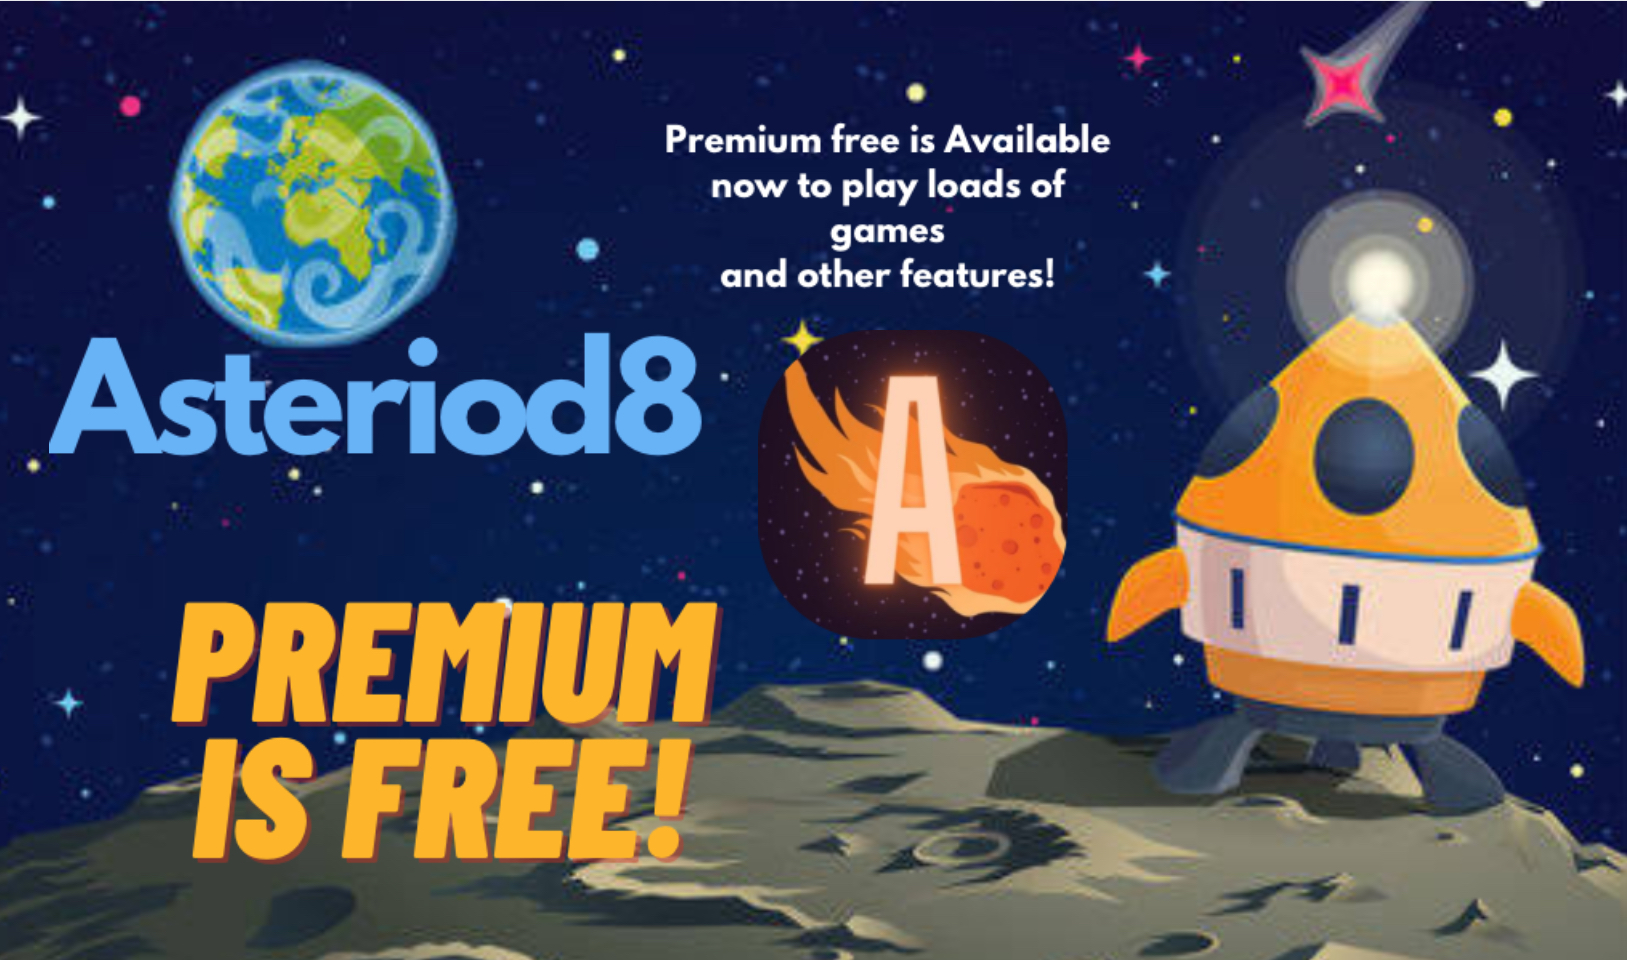 Premium free is Available
now to play loads of
games
and other features!
Asteriod8
A
PREMIUM
IS FREE!